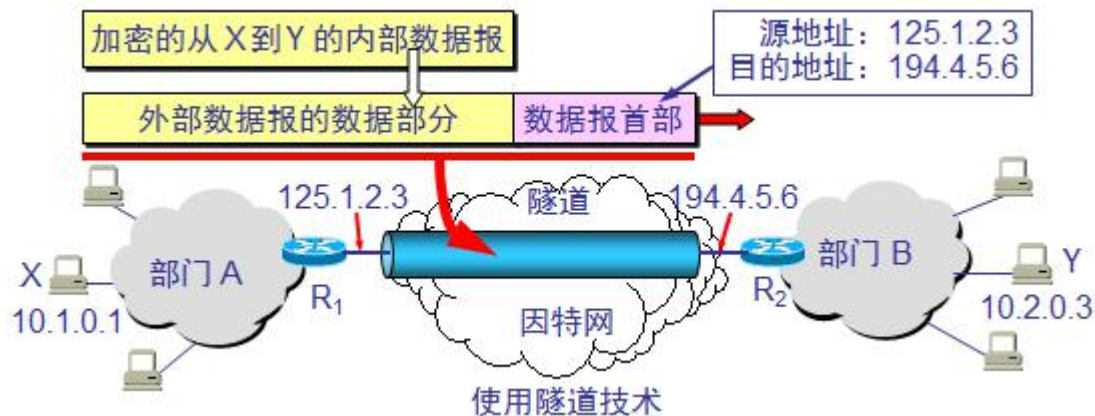 加密的从 X 到 Y 的内部数据报
源地址：125.1.2.3
目的地址：194.4.5.6
外部数据报的数据部分
数据报首部
125.1.2.3
隧道
194.4.5.6
部门 A
R1
部门 B
R2
X
10.1.0.1
Y
10.2.0.3
因特网
使用隧道技术